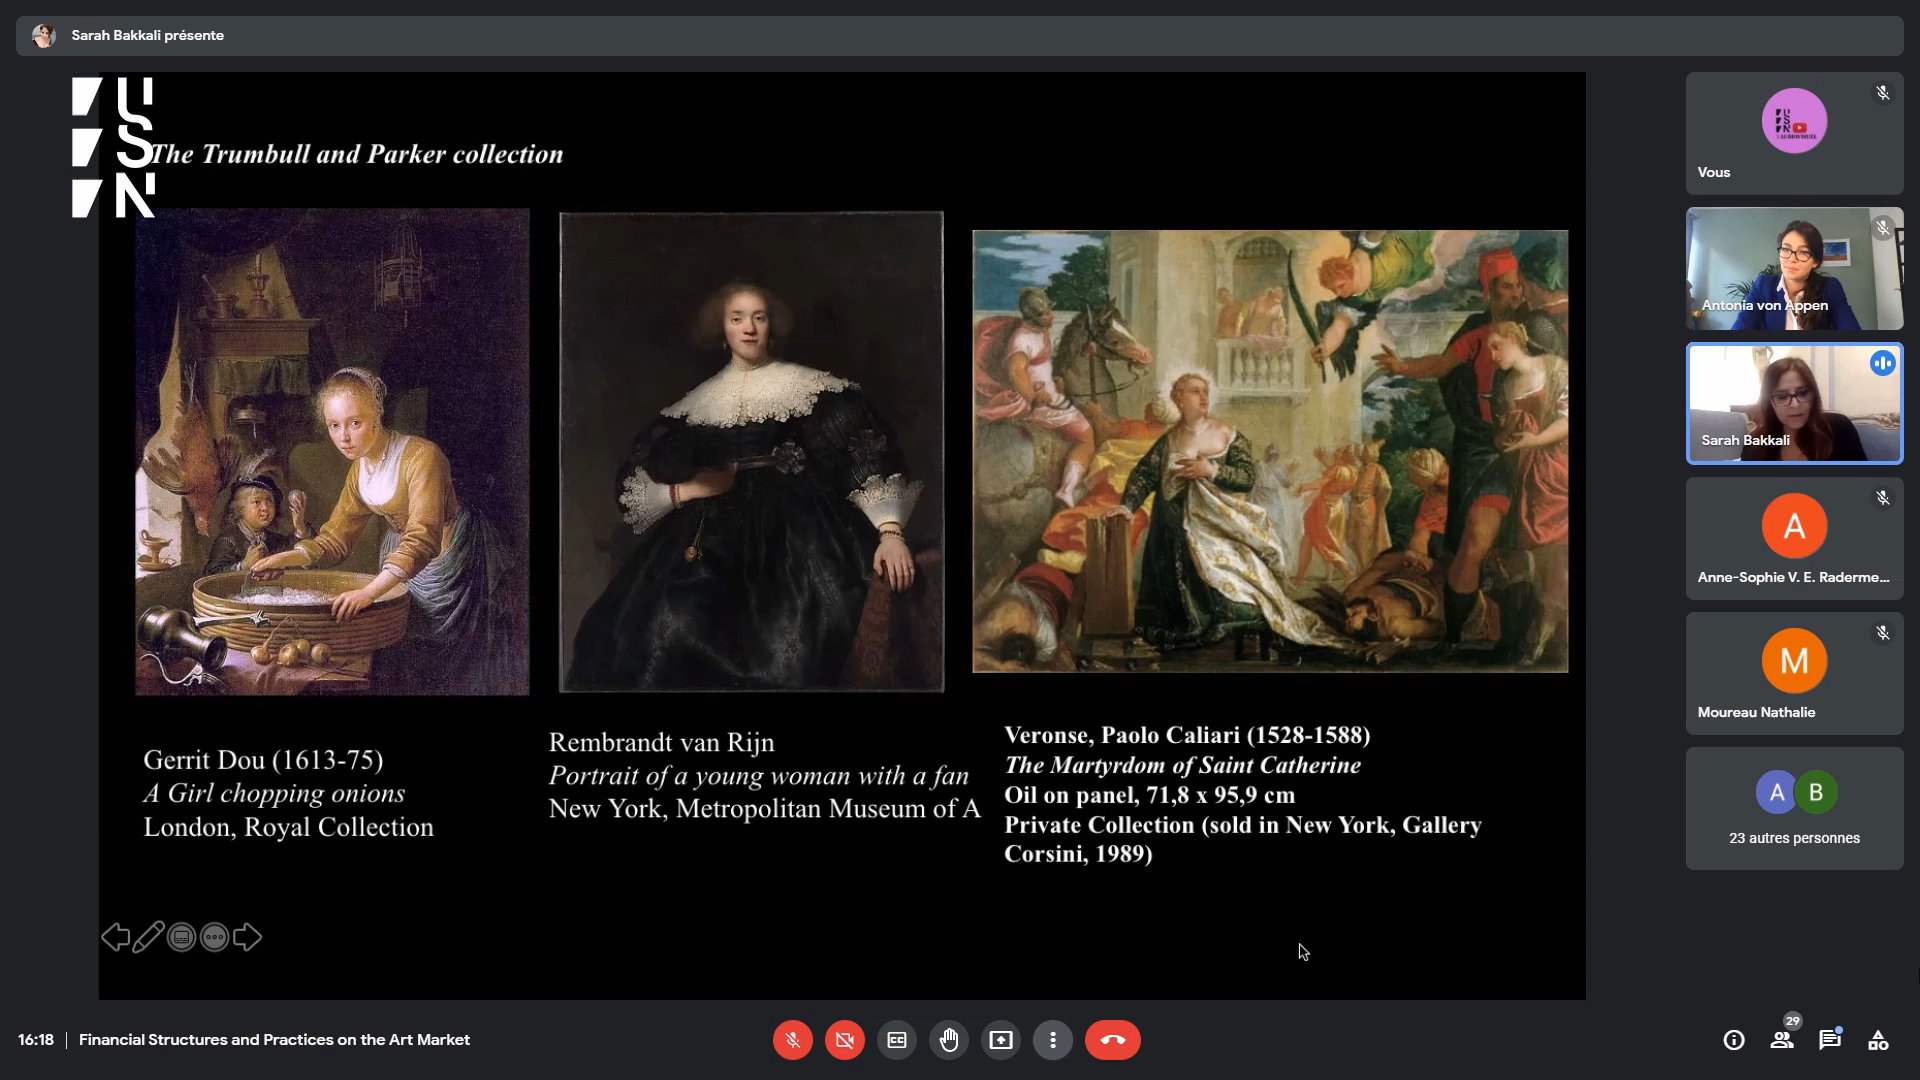 Sarah Bakkali présente
USN
The Trumbull and Parker collection
Gerrit Dou (1613-75)
A Girl chopping onions
London, Royal Collection
Rembrandt van Rijn
Portrait of a young woman with a fan
New York, Metropolitan Museum of A
Veronse, Paolo Caliari (1528-1588)
The Martyrdom of Saint Catherine
Oil on panel, 71,8 x 95,9 cm
Private Collection (sold in New York, Gallery
Corsini, 1989)
Vous
Antonia von Appen
Sarah Bakkali
A
Anne-Sophie V. E. Raderme...
M
Moureau Nathalie
A B
23 autres personnes
16:18 | Financial Structures and Practices on the Art Market
CC
29